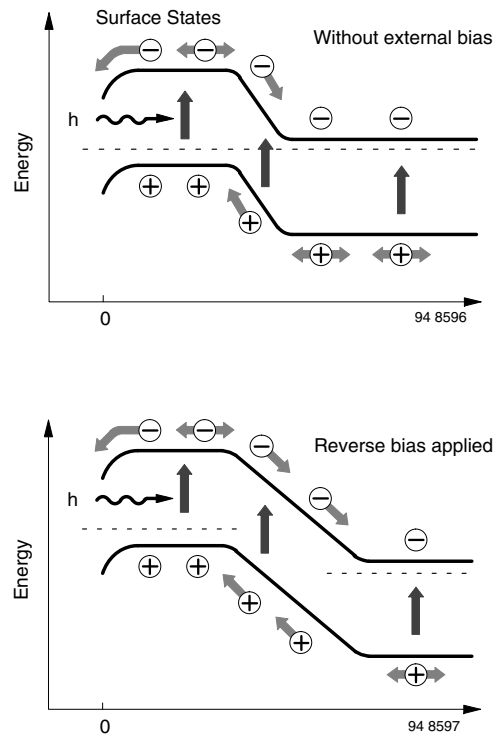 Surface States
Without external bias
h
Energy
0
94 8596
Reverse bias applied
h
Energy
0
94 8597